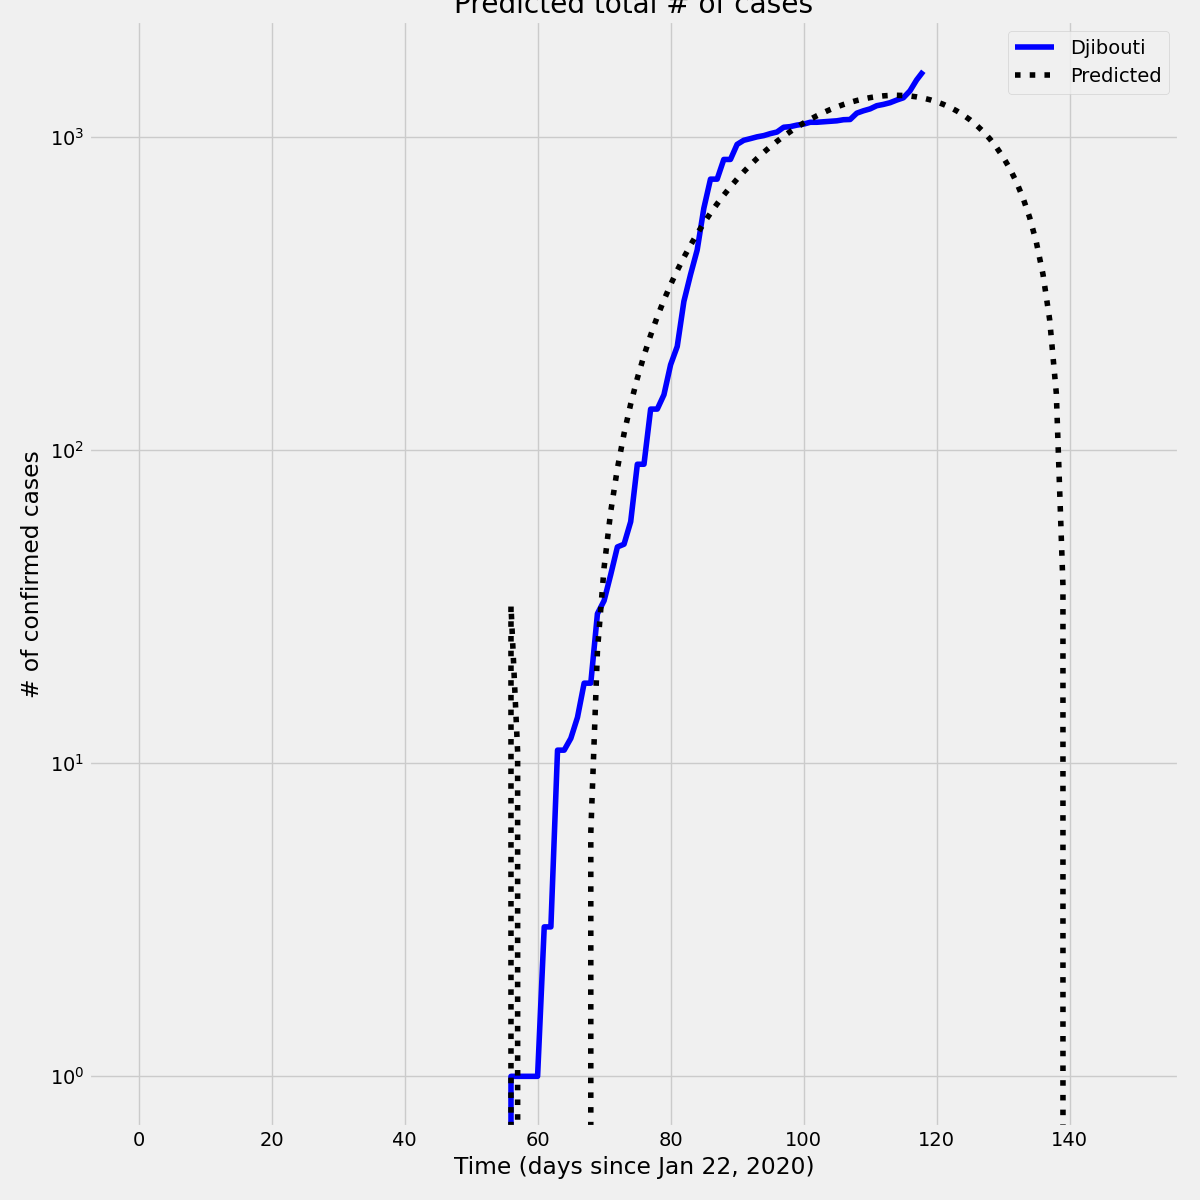 Predicted total # of cases
Djibouti
Predicted
# of confirmed cases
10³
10²
10¹
10⁰
0 20 40 60 80 100 120 140
Time (days since Jan 22, 2020)